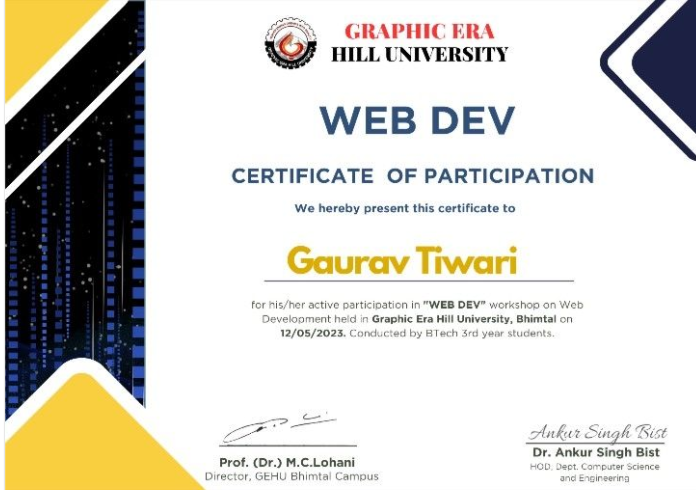 GRAPHIC ERA
HILL UNIVERSITY
WEB DEV
CERTIFICATE OF PARTICIPATION
We hereby present this certificate to
Gaurav Tiwari
for his/her active participation in "WEB DEV" workshop on Web
Development held in Graphic Era Hill University, Bhimtal on
12/05/2023. Conducted by BTech 3rd year students.
Prof. (Dr.) M.C.Lohani
Director, GEHU Bhimtal Campus
Ankur Singh Bist
Dr. Ankur Singh Bist
HOD, Dept. Computer Science
and Engineering